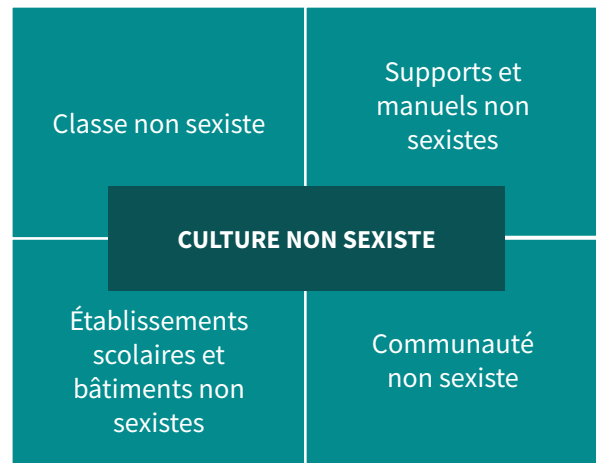 Classe non sexiste
Supports et
manuels non
sexistes
CULTURE NON SEXISTE
Établissements
scolaires et
bâtiments non
sexistes
Communauté
non sexiste